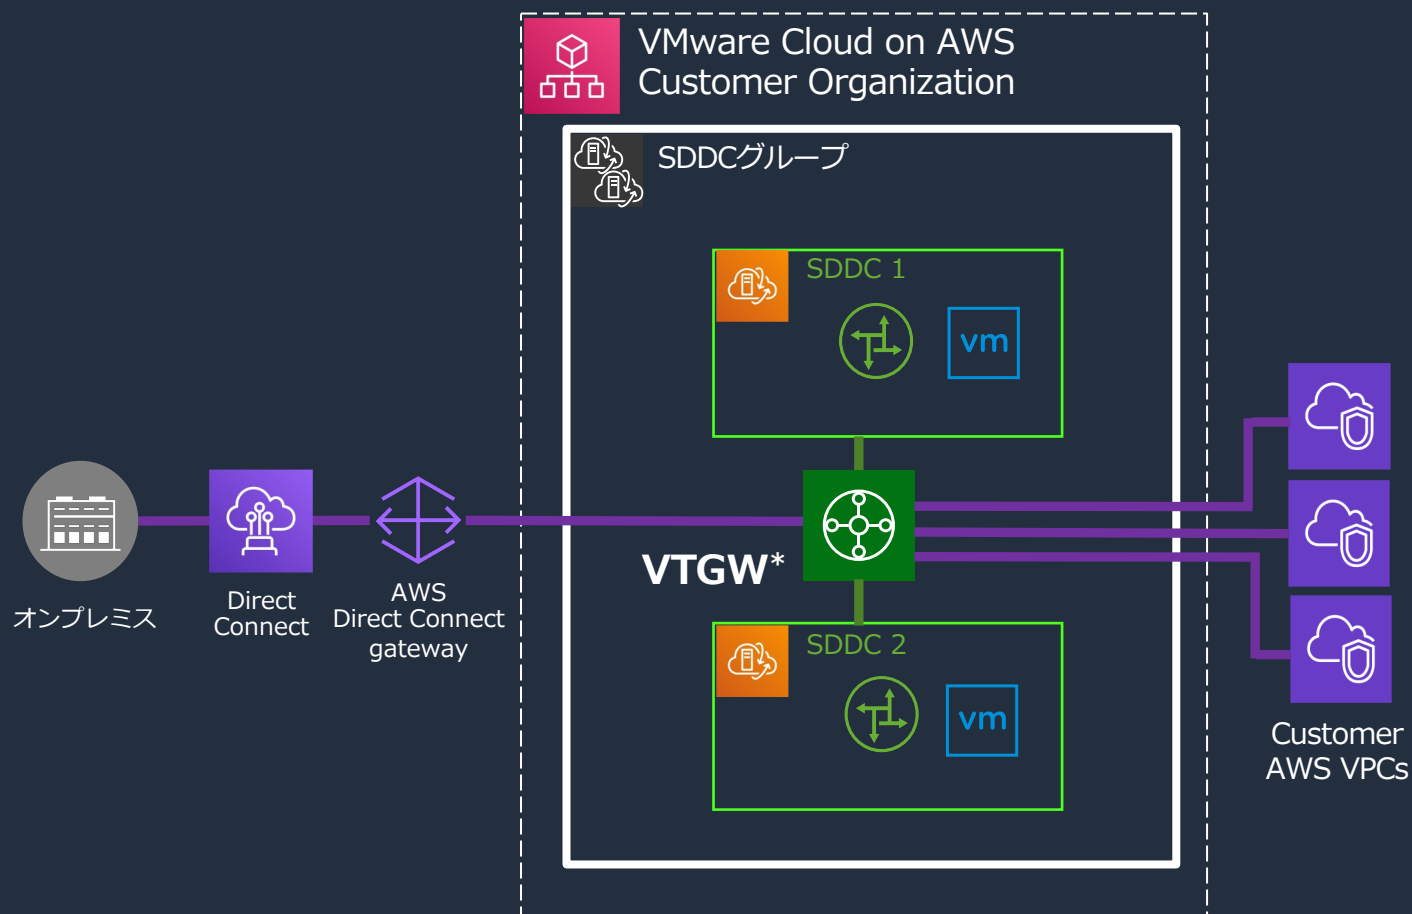 VMware Cloud on AWS
Customer Organization
SDDCグループ
SDDC 1
vm
VTGW*
オンプレミス
Direct
Connect
AWS
Direct Connect
gateway
SDDC 2
vm
Customer
AWS VPCs